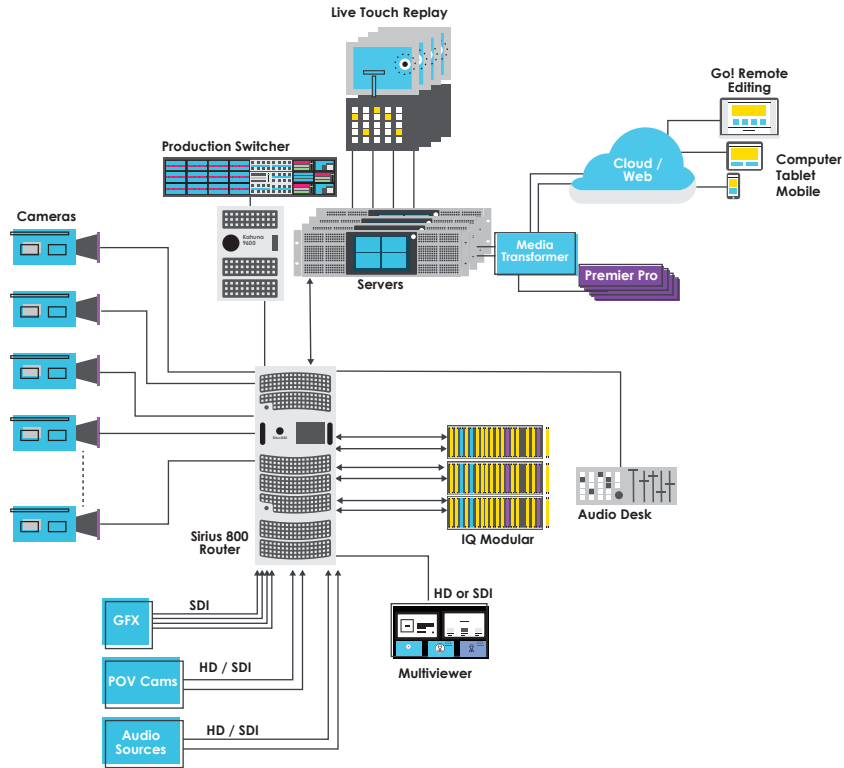 Live Touch Replay
Go! Remote
Editing
Production Switcher
Cloud /
Web
Computer
Tablet
Mobile
Cameras
Kahuna
9600
Media
Transformer
Premier Pro
Servers
Sirius 800
Router
IQ Modular
Audio Desk
SDI
GFX
HD or SDI
HD / SDI
POV Cams
Multiviewer
HD / SDI
Audio
Sources